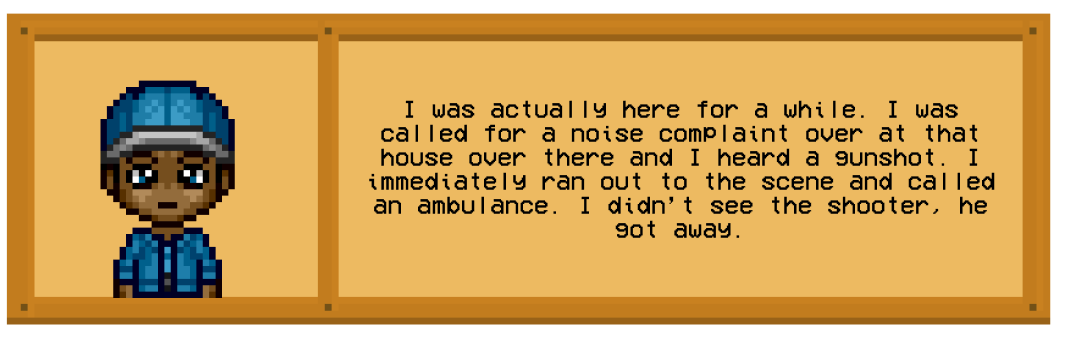 I was actually here for a while. I was
called for a noise complaint over at that
house over there and I heard a gunshot. I
immediately ran out to the scene and called
an ambulance. I didn't see the shooter, he
got away.